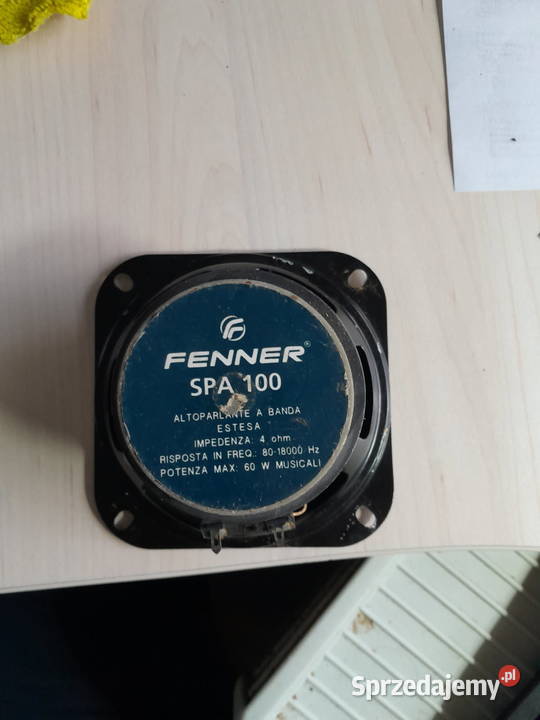 FENNER®
SPA 100
ALTOPARLANTE A BANDA
ESTESA
IMPEDENZA: 4 ohm
RISPOSTA IN FREQ.: 80-18000 Hz
POTENZA MAX: 60 W MUSICALI
Sprzedajemy.pl